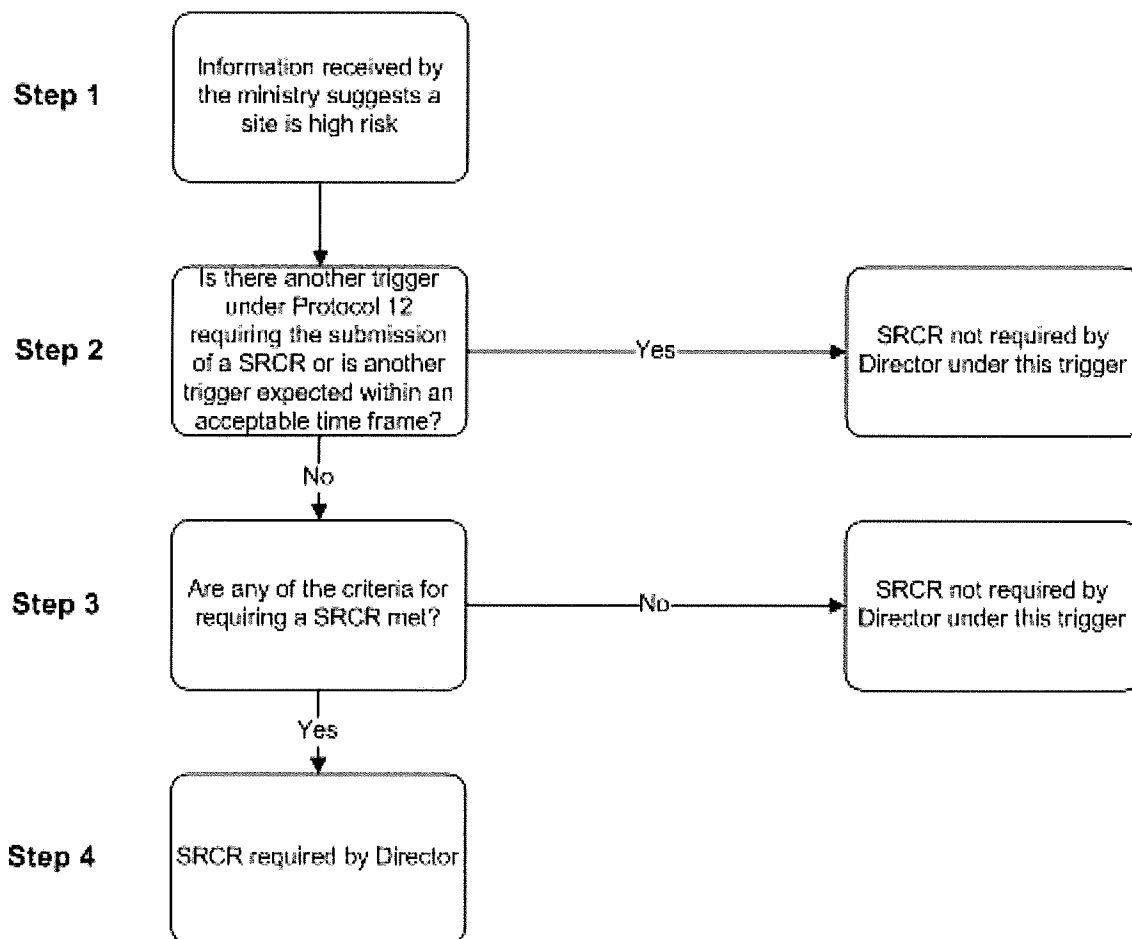 Step 1
Information received by
the ministry suggests a
site is high risk
Step 2
Is there another trigger
under Protocol 12
requiring the submission
of a SRCR or is another
trigger expected within an
acceptable time frame?
Yes
SRCR not required by
Director under this trigger
No
Step 3
Are any of the criteria for
requiring a SRCR met?
No
SRCR not required by
Director under this trigger
Yes
Step 4
SRCR required by Director